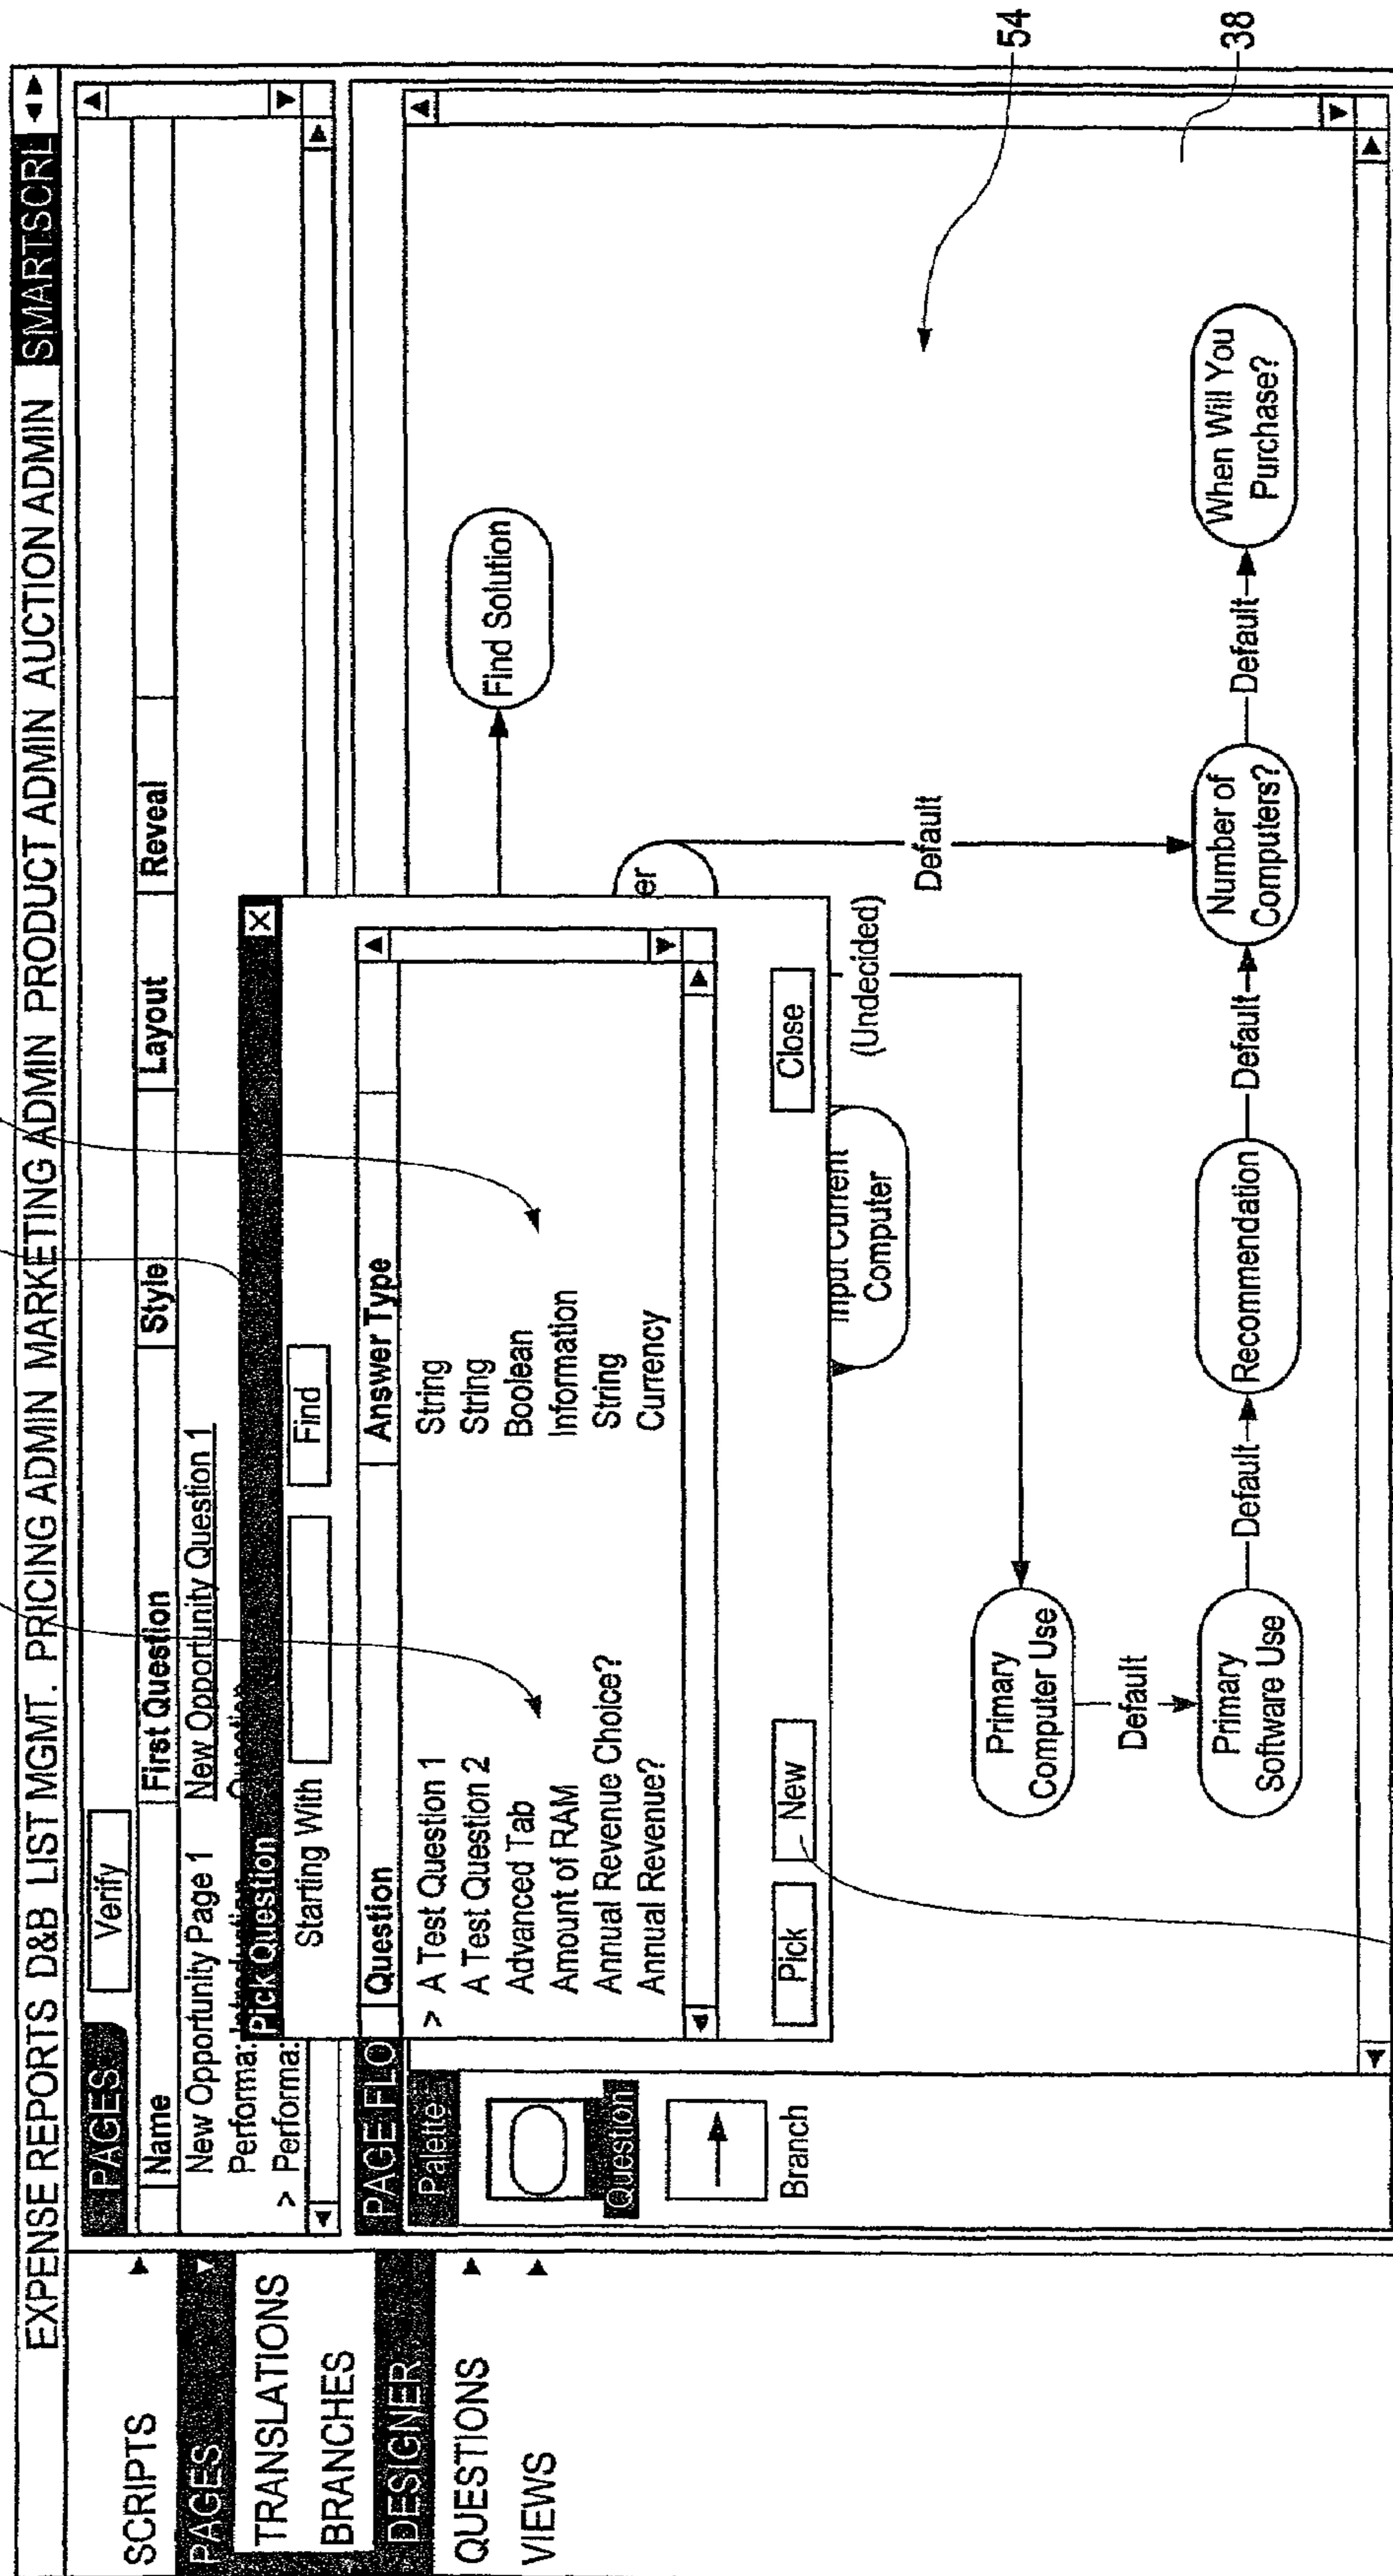 EXPENSE REPORTS D&B LIST MGMT. PRICING ADMIN MARKETING ADMIN PRODUCT ADMIN AUCTION ADMIN SMARTSCRI
SCRIPTS
PAGES
TRANSLATIONS
BRANCHES
DESIGNER
QUESTIONS
VIEWS
PAGES
Verify
Name First Question Style Layout Reveal
New Opportunity Page 1 New Opportunity Question 1
Performa: Introduction Question
> Performa:
Pick Question X
Starting With Find
Question Answer Type
> A Test Question 1 String
A Test Question 2 String
Advanced Tab Boolean
Amount of RAM Information
Annual Revenue Choice? String
Annual Revenue? Currency
Pick New Close
PAGE FLO
Palette
Question
Branch
Find Solution
er
Default
(Undecided)
Input Current
Computer
Primary
Computer Use
Default
Primary
Software Use
Default
Recommendation
Default
Number of
Computers?
Default
When Will You
Purchase?
54
38